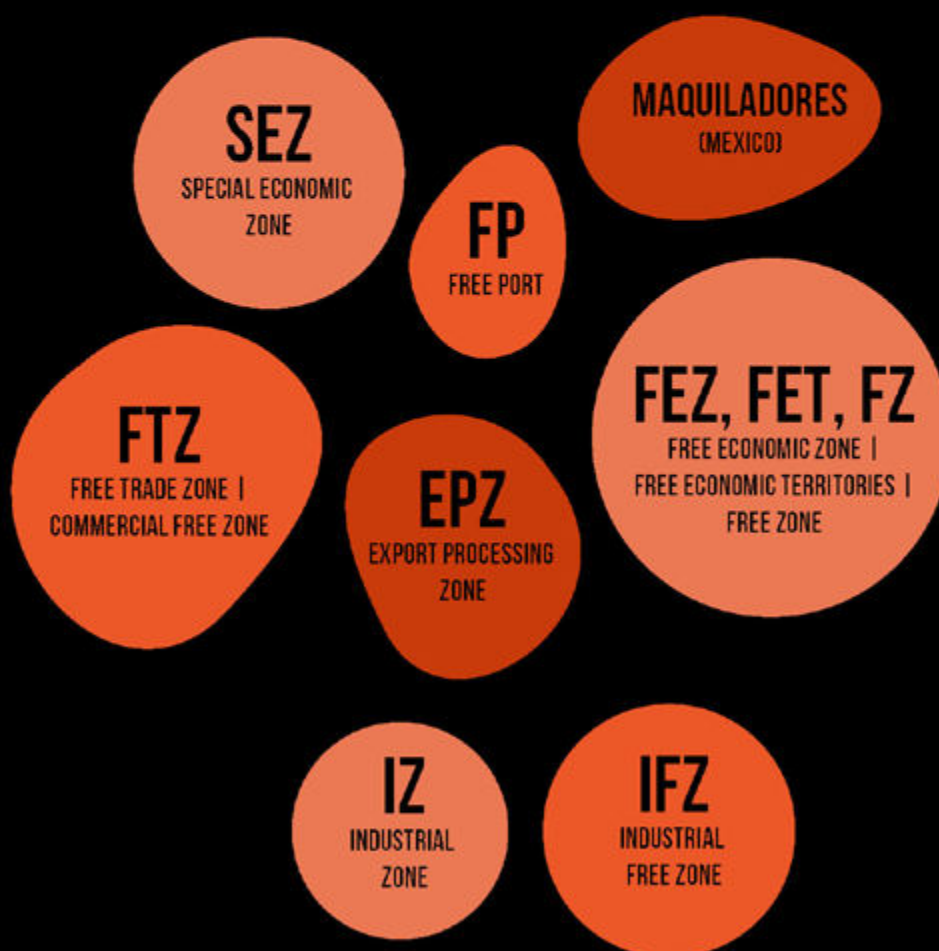 SEZ
SPECIAL ECONOMIC
ZONE
MAQUILADORES
(MEXICO)
FP
FREE PORT
FTZ
FREE TRADE ZONE |
COMMERCIAL FREE ZONE
EPZ
EXPORT PROCESSING
ZONE
FEZ, FET, FZ
FREE ECONOMIC ZONE |
FREE ECONOMIC TERRITORIES |
FREE ZONE
IZ
INDUSTRIAL
ZONE
IFZ
INDUSTRIAL
FREE ZONE